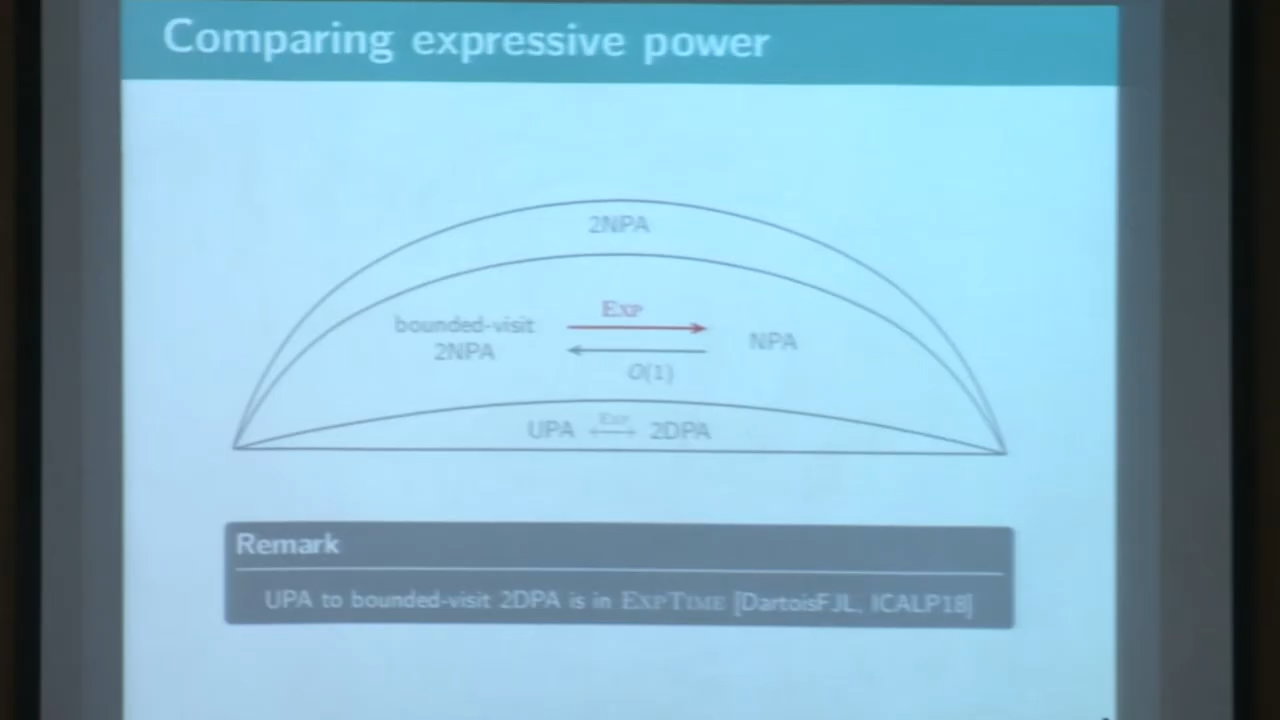 Comparing expressive power
2NPA
bounded-visit
2NPA
EXP
NPA
O(1)
UPA
EXP
2DPA
Remark
UPA to bounded-visit 2DPA is in EXPTIME [DartoisFJL, ICALP18]